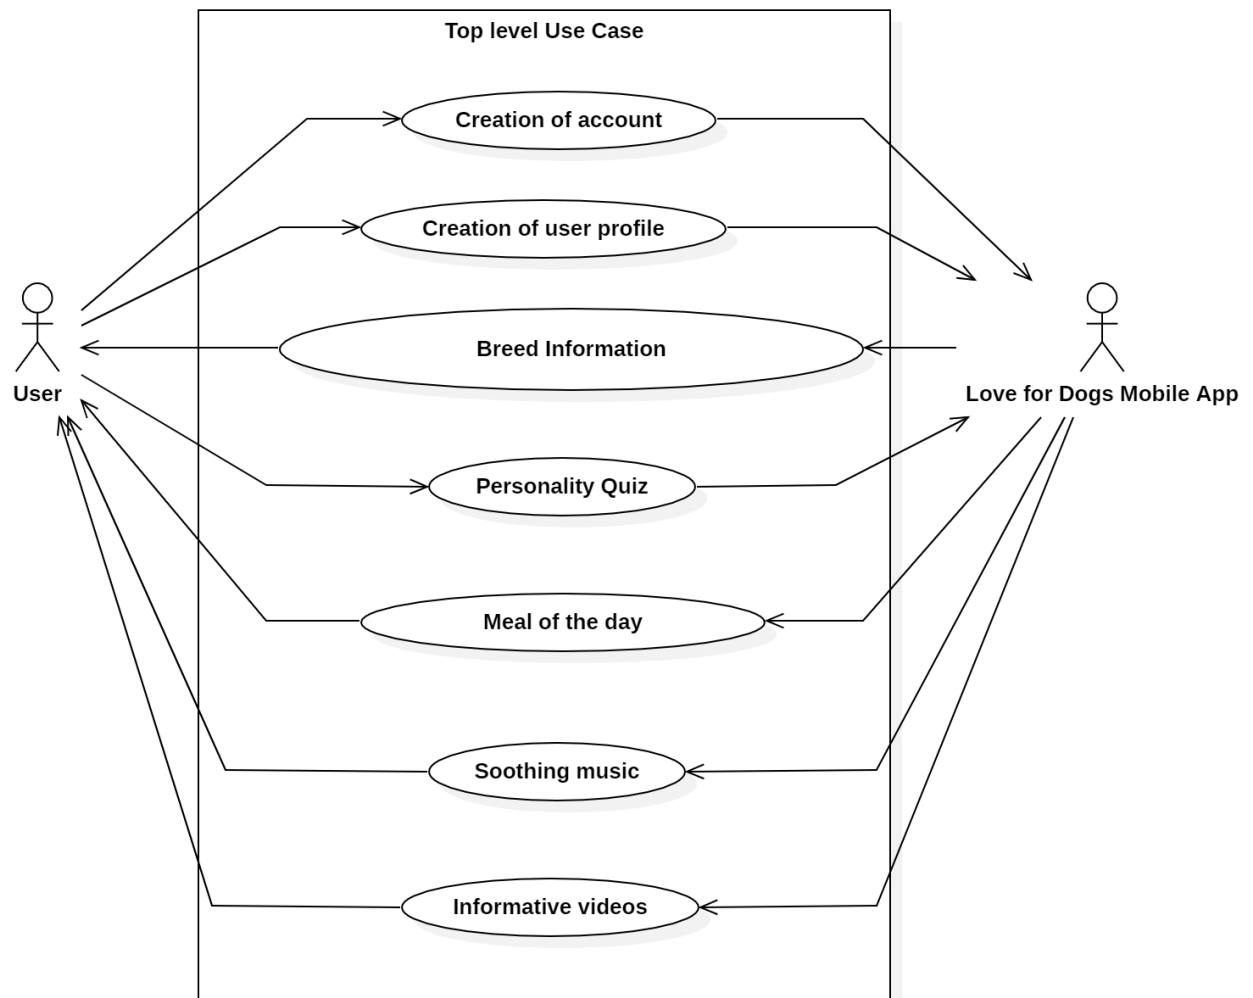 Top level Use Case
Creation of account
Creation of user profile
Breed Information
User
Love for Dogs Mobile App
Personality Quiz
Meal of the day
Soothing music
Informative videos